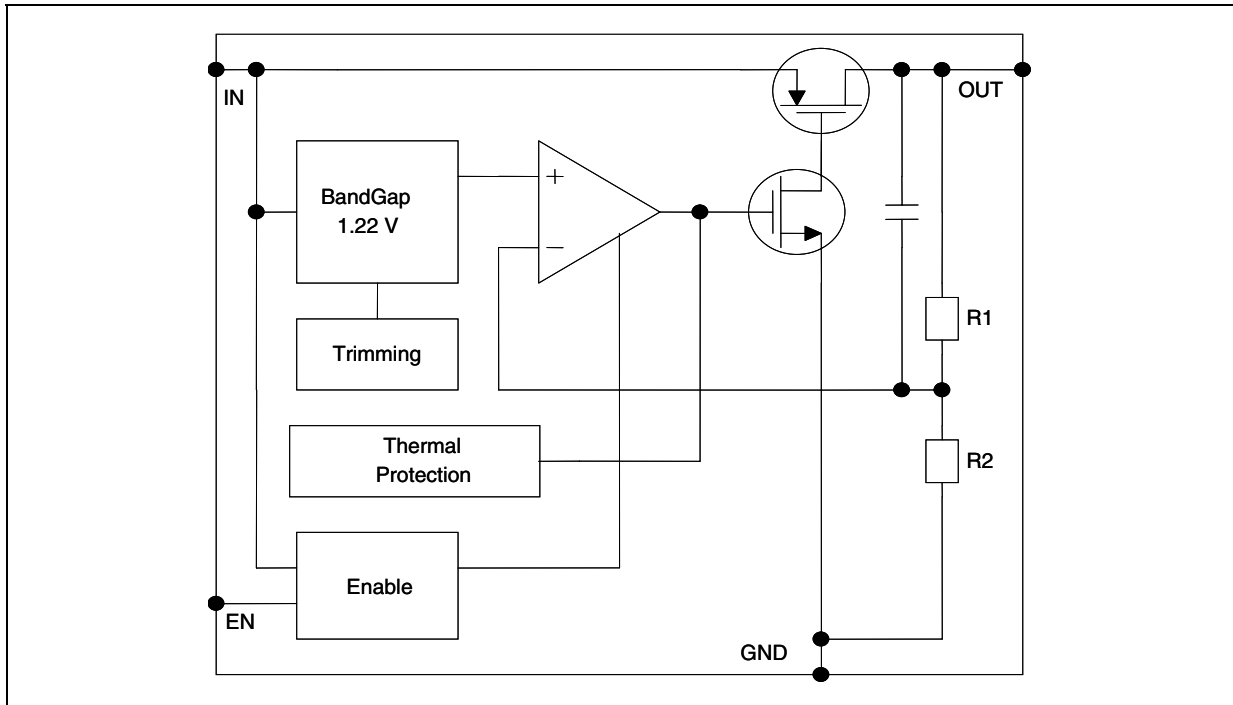 IN
OUT
BandGap
1.22 V
+
−
R1
Trimming
Thermal
Protection
R2
Enable
EN
GND